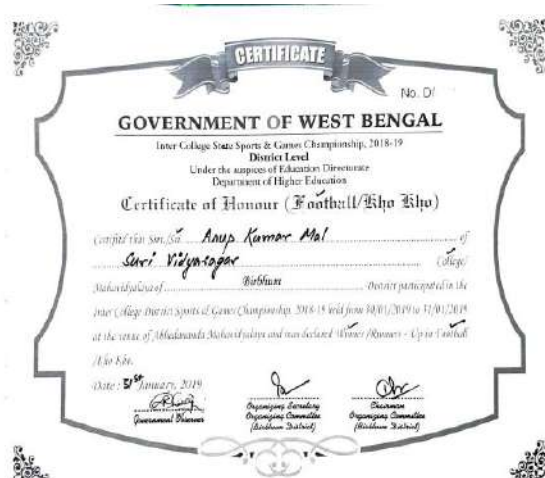 CERTIFICATE
No. D/
GOVERNMENT OF WEST BENGAL
Inter College State Sports & Games Championship, 2018-19
District Level
Under the auspices of Education Directorate
Department of Higher Education
Certificate of Honour (Football/Kho Kho)
Certified that Smt./Sri. Anup Kumar Mal of
Suri Vidyasagar College/
Mahavidyalaya of Birbhum District participated in the
Inter College District Sports & Games Championship, 2018-19 held from 30/01/2019 to 31/01/2019
at the venue of Abhedananda Mahavidyalaya and was declared Winner/Runners - Up in Football
/Kho Kho.
Date : 31st January, 2019
Government Observer
Organizing Secretary
Organizing Committee
(Birbhum District)
Chairman
Organizing Committee
(Birbhum District)